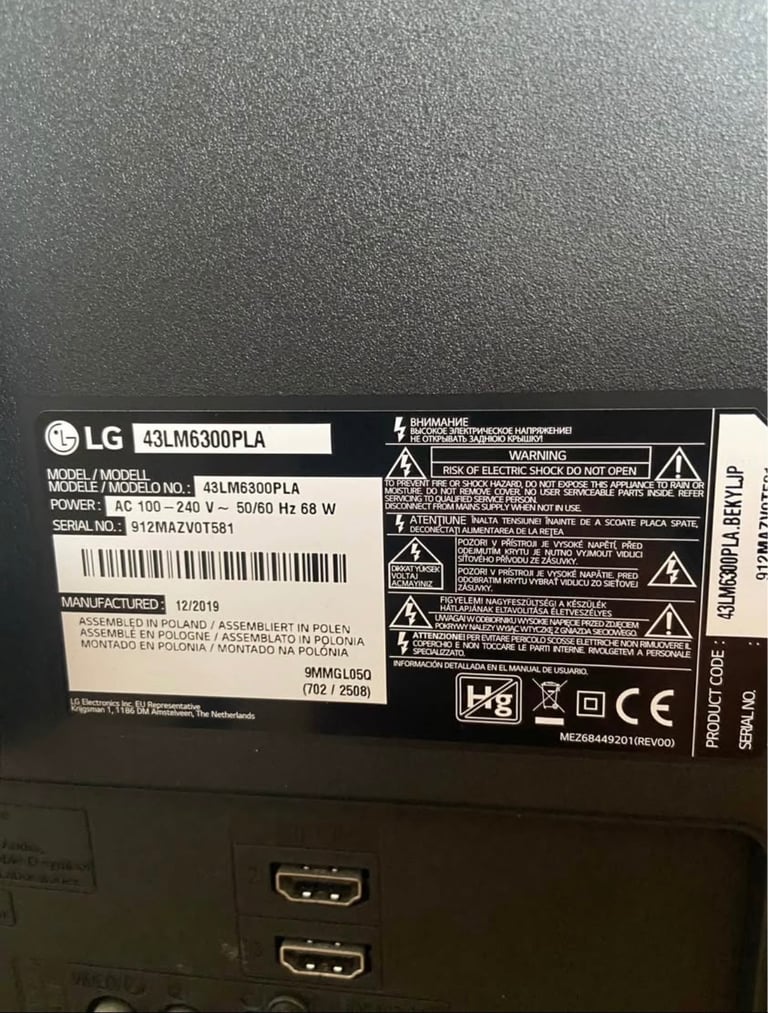 LG 43LM6300PLA
MODEL / MODELL
MODÈLE / MODELO NO.: 43LM6300PLA
POWER: AC 100–240 V ~ 50/60 Hz 68 W
SERIAL NO.: 912MAZV0T581
MANUFACTURED: 12/2019
ASSEMBLED IN POLAND / ASSEMBLIERT IN POLEN
ASSEMBLÉ EN POLOGNE / ASSEMBLATO IN POLONIA
MONTADO EN POLONIA / MONTADO NA POLÓNIA
9MMGL05Q
(702 / 2508)
LG Electronics Inc. EU Representative
Krijgsman 1, 1186 DM Amstelveen, The Netherlands
ВНИМАНИЕ
ВЫСОКОЕ ЭЛЕКТРИЧЕСКОЕ НАПРЯЖЕНИЕ!
НЕ ОТКРЫВАТЬ ЗАДНЮЮ КРЫШКУ!
WARNING
RISK OF ELECTRIC SHOCK DO NOT OPEN
TO PREVENT FIRE OR SHOCK HAZARD, DO NOT EXPOSE THIS APPLIANCE TO RAIN OR
MOISTURE. DO NOT REMOVE COVER. NO USER SERVICEABLE PARTS INSIDE. REFER
SERVICING TO QUALIFIED SERVICE PERSON.
DISCONNECT FROM MAINS SUPPLY WHEN NOT IN USE.
ATENȚIUNE ÎNALTA TENSIUNE! ÎNAINTE DE A SCOATE PLACA SPATE,
DECONECTAȚI ALIMENTAREA DE LA REȚEA
DIKKAT YÜKSEK
VOLTAJ
AÇMAYINIZ
POZOR! V PŘÍSTROJI JE VYSOKÉ NAPĚTÍ, PŘED
ODEJMUTÍM KRYTU JE NUTNO VYJMOUT VIDLICI
SÍŤOVÉHO PŘÍVODU ZE ZÁSUVKY.
POZOR! V PRÍSTROJI JE VYSOKÉ NAPÄTIE. PRED
ODOBRATIM KRYTU VYBRAŤ VIDLICU ZO SIEŤOVEJ
ZÁSUVKY.
FIGYELEM! NAGYFESZÜLTSÉG! A KÉSZÜLÉK
HÁTLAPJÁNAK ELTÁVOLÍTÁSA ÉLETVESZÉLYES
UWAGA! W ODBIORNIKU WYSOKIE NAPIĘCIE PRZED ZDJĘCIEM
POKRYWY NALEŻY WYJĄĆ WTYCZKĘ Z GNIAZDA SIECIOWEGO.
ATTENZIONE! PER EVITARE PERICOLO SCOSSE ELETTRICHE NON RIMUOVERE IL
COPERCHIO E NON TOCCARE LE PARTI INTERNE. RIVOLGETEVI A PERSONALE
SPECIALIZZATO.
INFORMACIÓN DETALLADA EN EL MANUAL DE USUARIO.
Hg
CE
MEZ68449201(REV00)
PRODUCT CODE : 43LM6300PLA.BEKYLJP
SERIAL NO. :
VIDEO IN